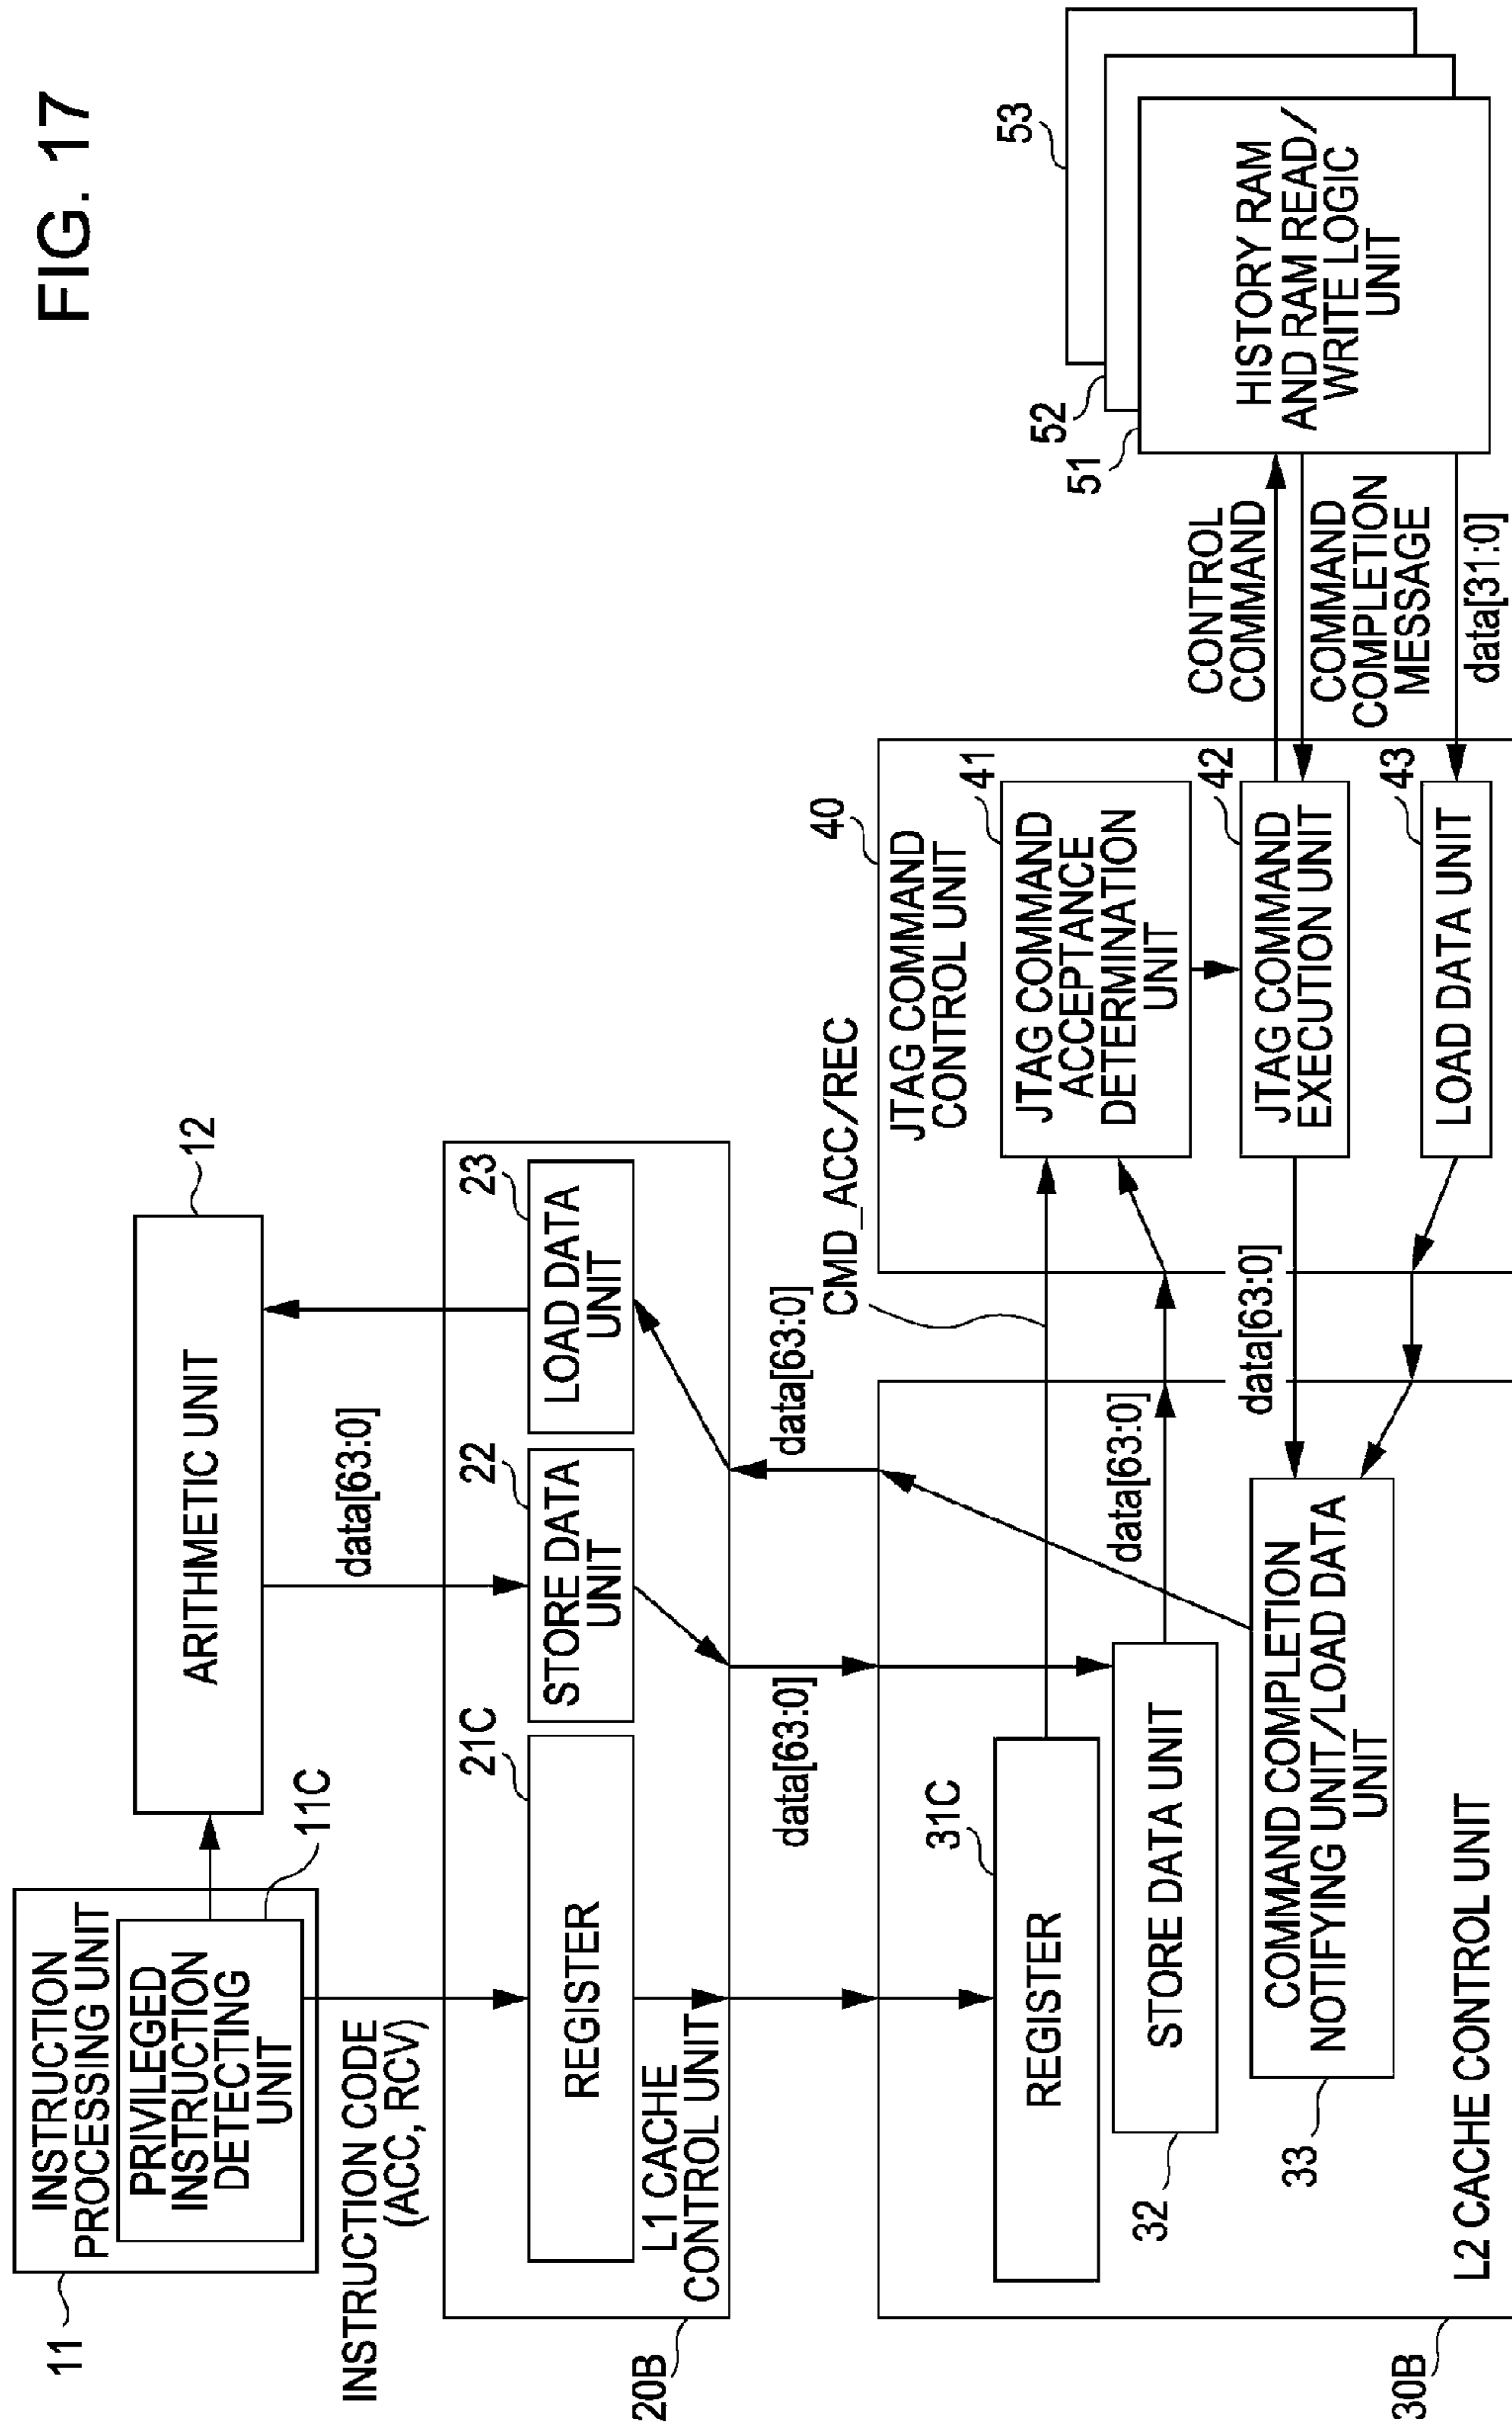 FIG. 17
11
INSTRUCTION
PROCESSING UNIT
PRIVILEGED
INSTRUCTION
DETECTING
UNIT
11C
12
ARITHMETIC UNIT
INSTRUCTION CODE
(ACC, RCV)
data[63:0]
20B
21C
REGISTER
22
STORE DATA
UNIT
23
LOAD DATA
UNIT
L1 CACHE
CONTROL UNIT
data[63:0]
data[63:0]
CMD_ACC/REC
30B
31C
REGISTER
32
STORE DATA UNIT
data[63:0]
33
COMMAND COMPLETION
NOTIFYING UNIT/LOAD DATA
UNIT
L2 CACHE CONTROL UNIT
data[63:0]
40
JTAG COMMAND
CONTROL UNIT
41
JTAG COMMAND
ACCEPTANCE
DETERMINATION
UNIT
42
JTAG COMMAND
EXECUTION UNIT
43
LOAD DATA UNIT
CONTROL
COMMAND
COMMAND
COMPLETION
MESSAGE
data[31:0]
51
52
53
HISTORY RAM
AND RAM READ/
WRITE LOGIC
UNIT